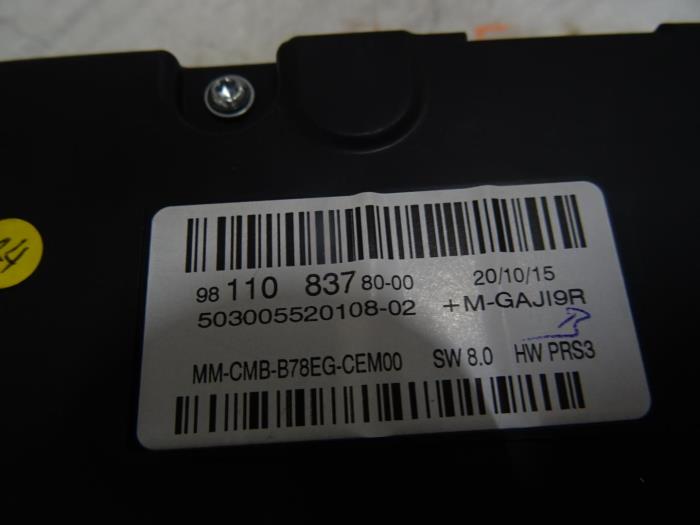 98 110 837 80-00 20/10/15
503005520108-02 +M-GAJI9R
MM-CMB-B78EG-CEM00 SW 8.0 HW PRS3